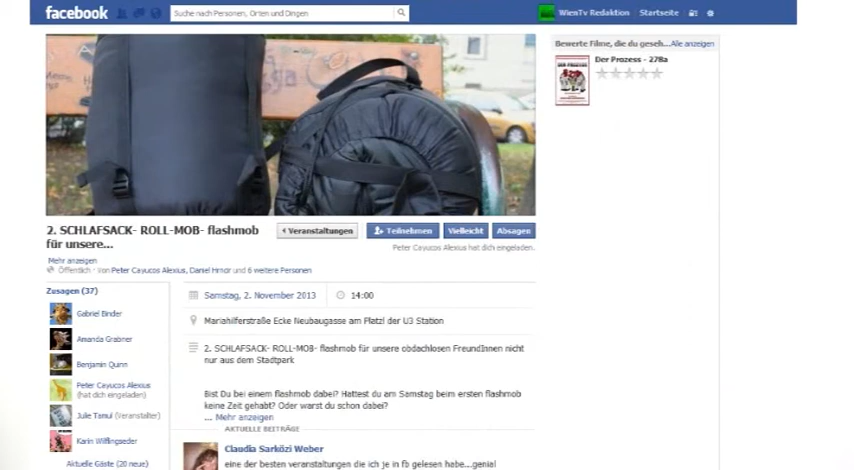 facebook
Suche nach Personen, Orten und Dingen
WienTv Redaktion
Startseite
Bewerte Filme, die du geseh...
Alle anzeigen
Der Prozess - 27Ba
2. SCHLAFSACK- ROLL-MOB- flashmob
für unsere...
Veranstaltungen
Teilnehmen
Vielleicht
Absagen
Peter Cayucos Alexius hat dich eingeladen.
Mehr anzeigen
Öffentlich · Von Peter Cayucos Alexius, Daniel Hrncir und 6 weitere Personen
Zusagen (37)
Gabriel Binder
Amanda Grabner
Benjamin Quirin
Peter Cayucos Alexius
(hat dich eingeladen)
Julie Tamul (Veranstalter)
Karin Wilflingseder
Aktuelle Gäste (20 neue)
Samstag, 2. November 2013
14:00
Mariahilferstraße Ecke Neubaugasse am Platzl der U3 Station
2. SCHLAFSACK- ROLL-MOB- flashmob für unsere obdachlosen FreundInnen nicht
nur aus dem Stadtpark
Bist Du bei einem flashmob dabei? Hattest du am Samstag beim ersten flashmob
keine Zeit gehabt? Oder warst du schon dabei?
... Mehr anzeigen
AKTUELLE BEITRÄGE
Claudia Sarközi Weber
eine der besten veranstaltungen die ich je in fb gelesen habe....genial